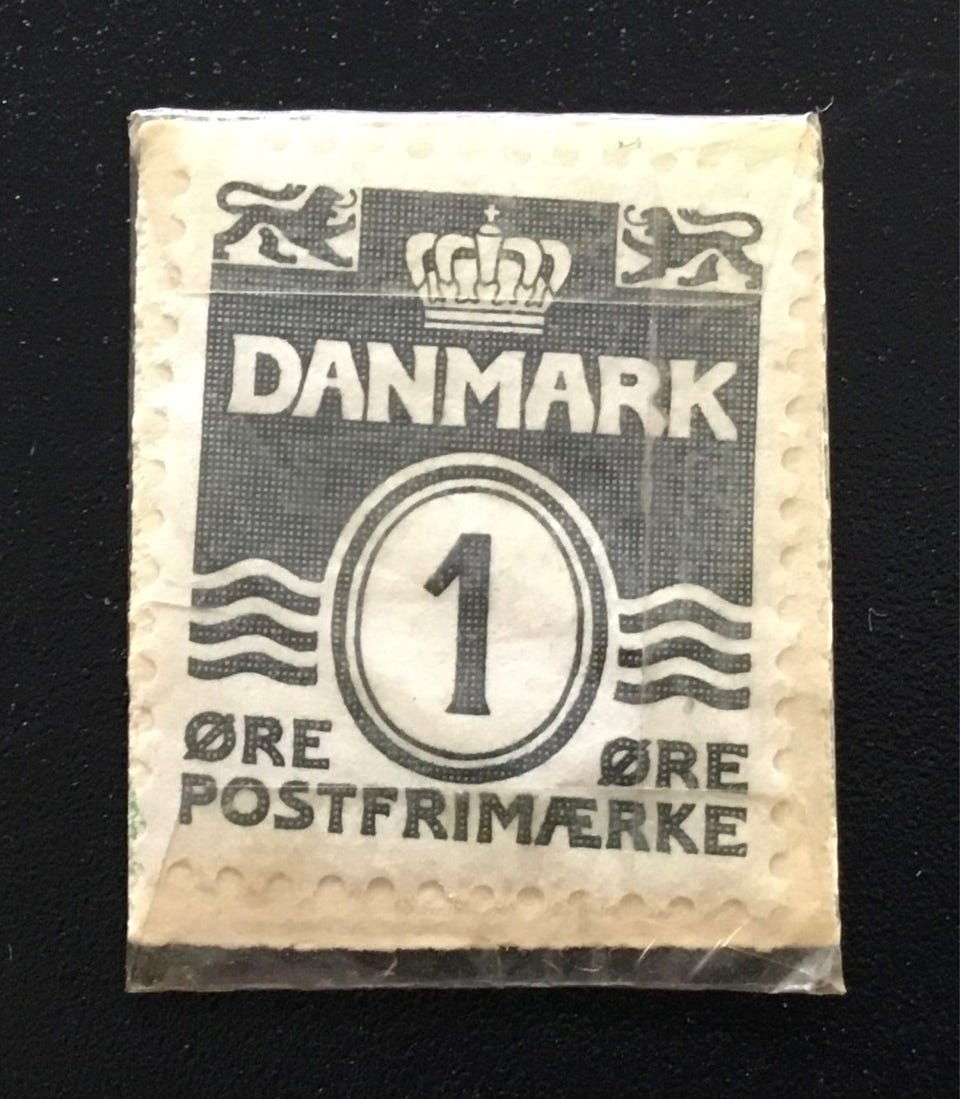 DANMARK
1
ØRE ØRE
POSTFRIMÆRKE